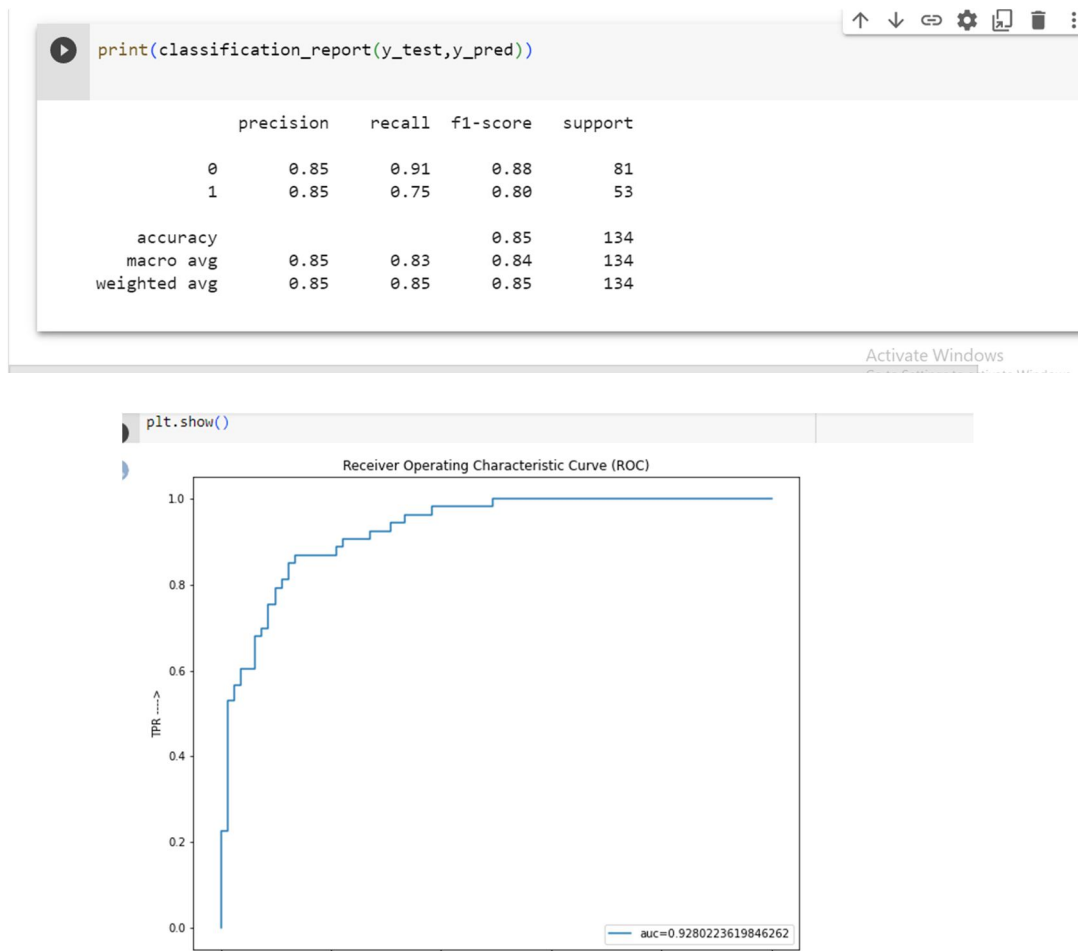 print(classification_report(y_test,y_pred))
precision recall f1-score support
0 0.85 0.91 0.88 81
1 0.85 0.75 0.80 53
accuracy 0.85 134
macro avg 0.85 0.83 0.84 134
weighted avg 0.85 0.85 0.85 134
Activate Windows
plt.show()
Receiver Operating Characteristic Curve (ROC)
1.0
0.8
0.6
TPR ---->
0.4
0.2
0.0
auc=0.9280223619846262